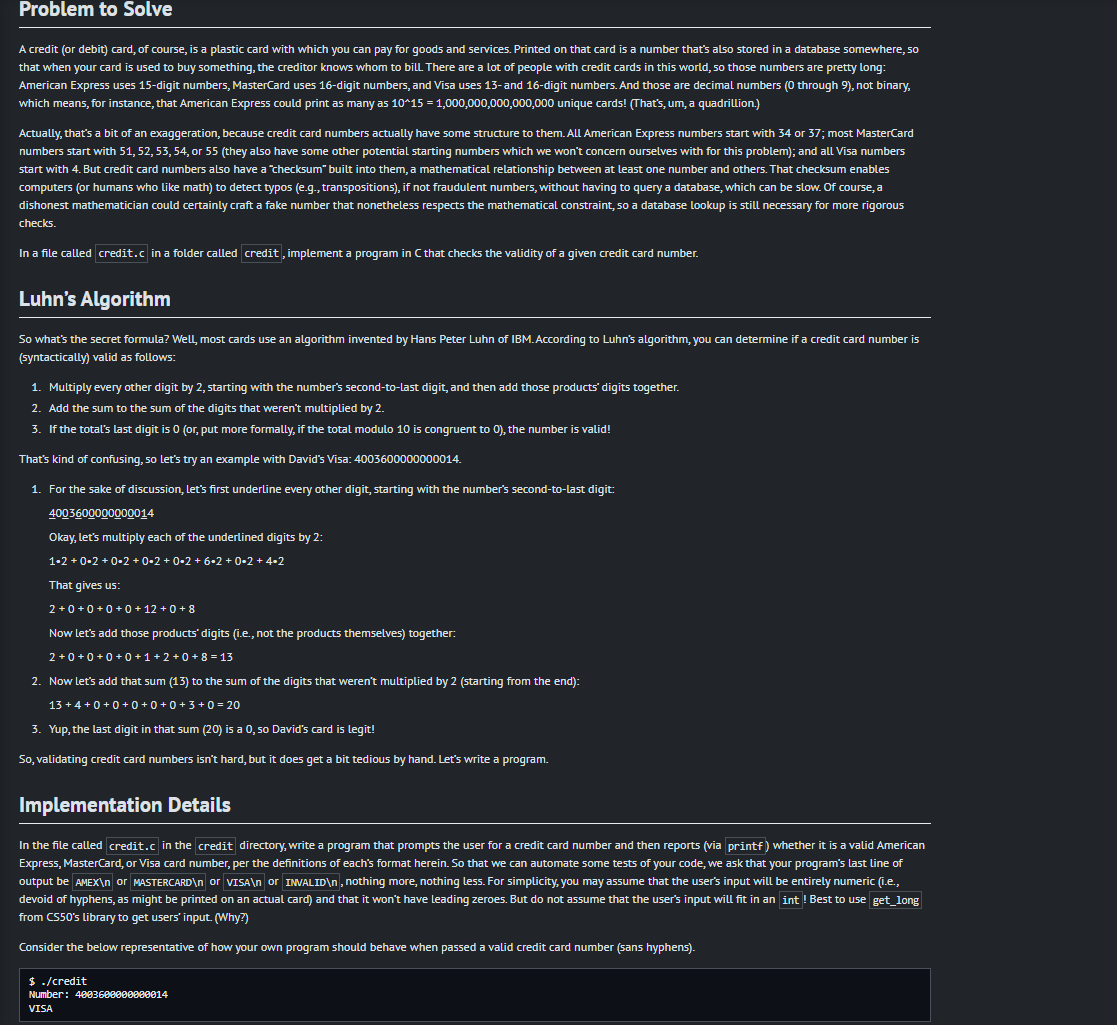 Problem to Solve
A credit (or debit) card, of course, is a plastic card with which you can pay for goods and services. Printed on that card is a number that's also stored in a database somewhere, so
that when your card is used to buy something, the creditor knows whom to bill. There are a lot of people with credit cards in this world, so those numbers are pretty long:
American Express uses 15-digit numbers, MasterCard uses 16-digit numbers, and Visa uses 13- and 16-digit numbers. And those are decimal numbers (0 through 9), not binary,
which means, for instance, that American Express could print as many as 10^15 = 1,000,000,000,000,000 unique cards! (That's, um, a quadrillion.)
Actually, that's a bit of an exaggeration, because credit card numbers actually have some structure to them. All American Express numbers start with 34 or 37; most MasterCard
numbers start with 51, 52, 53, 54, or 55 (they also have some other potential starting numbers which we won't concern ourselves with for this problem); and all Visa numbers
start with 4. But credit card numbers also have a "checksum" built into them, a mathematical relationship between at least one number and others. That checksum enables
computers (or humans who like math) to detect typos (e.g., transpositions), if not fraudulent numbers, without having to query a database, which can be slow. Of course, a
dishonest mathematician could certainly craft a fake number that nonetheless respects the mathematical constraint, so a database lookup is still necessary for more rigorous
checks.
In a file called credit.c in a folder called credit, implement a program in C that checks the validity of a given credit card number.
Luhn's Algorithm
So what's the secret formula? Well, most cards use an algorithm invented by Hans Peter Luhn of IBM. According to Luhn's algorithm, you can determine if a credit card number is
(syntactically) valid as follows:
1. Multiply every other digit by 2, starting with the number's second-to-last digit, and then add those products' digits together.
2. Add the sum to the sum of the digits that weren't multiplied by 2.
3. If the total's last digit is 0 (or, put more formally, if the total modulo 10 is congruent to 0), the number is valid!
That's kind of confusing, so let's try an example with David's Visa: 4003600000000014.
1. For the sake of discussion, let's first underline every other digit, starting with the number's second-to-last digit:
4003600000000014
Okay, let's multiply each of the underlined digits by 2:
1•2 + 0•2 + 0•2 + 0•2 + 0•2 + 6•2 + 0•2 + 4•2
That gives us:
2 + 0 + 0 + 0 + 0 + 12 + 0 + 8
Now let's add those products' digits (i.e., not the products themselves) together:
2 + 0 + 0 + 0 + 0 + 1 + 2 + 0 + 8 = 13
2. Now let's add that sum (13) to the sum of the digits that weren't multiplied by 2 (starting from the end):
13 + 4 + 0 + 0 + 0 + 0 + 0 + 3 + 0 = 20
3. Yup, the last digit in that sum (20) is a 0, so David's card is legit!
So, validating credit card numbers isn't hard, but it does get a bit tedious by hand. Let's write a program.
Implementation Details
In the file called credit.c in the credit directory, write a program that prompts the user for a credit card number and then reports (via printf) whether it is a valid American
Express, MasterCard, or Visa card number, per the definitions of each's format herein. So that we can automate some tests of your code, we ask that your program's last line of
output be AMEX\n or MASTERCARD\n or VISA\n or INVALID\n, nothing more, nothing less. For simplicity, you may assume that the user's input will be entirely numeric (i.e.,
devoid of hyphens, as might be printed on an actual card) and that it won't have leading zeroes. But do not assume that the user's input will fit in an int! Best to use get_long
from CS50's library to get users' input. (Why?)
Consider the below representative of how your own program should behave when passed a valid credit card number (sans hyphens).
$ ./credit
Number: 4003600000000014
VISA